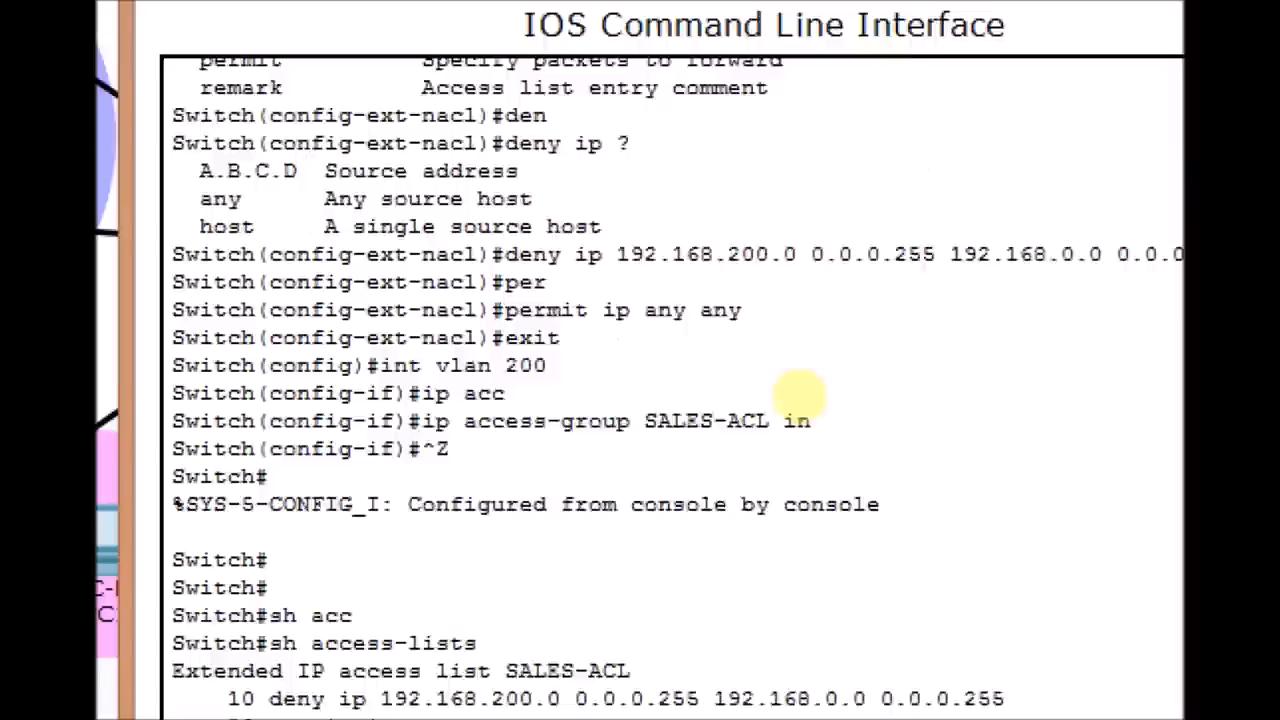 IOS Command Line Interface
permit Specify packets to forward
remark Access list entry comment
Switch(config-ext-nacl)#den
Switch(config-ext-nacl)#deny ip ?
A.B.C.D Source address
any Any source host
host A single source host
Switch(config-ext-nacl)#deny ip 192.168.200.0 0.0.0.255 192.168.0.0 0.0.0
Switch(config-ext-nacl)#per
Switch(config-ext-nacl)#permit ip any any
Switch(config-ext-nacl)#exit
Switch(config)#int vlan 200
Switch(config-if)#ip acc
Switch(config-if)#ip access-group SALES-ACL in
Switch(config-if)#^Z
Switch#
%SYS-5-CONFIG_I: Configured from console by console
Switch#
Switch#
Switch#sh acc
Switch#sh access-lists
Extended IP access list SALES-ACL
10 deny ip 192.168.200.0 0.0.0.255 192.168.0.0 0.0.0.255